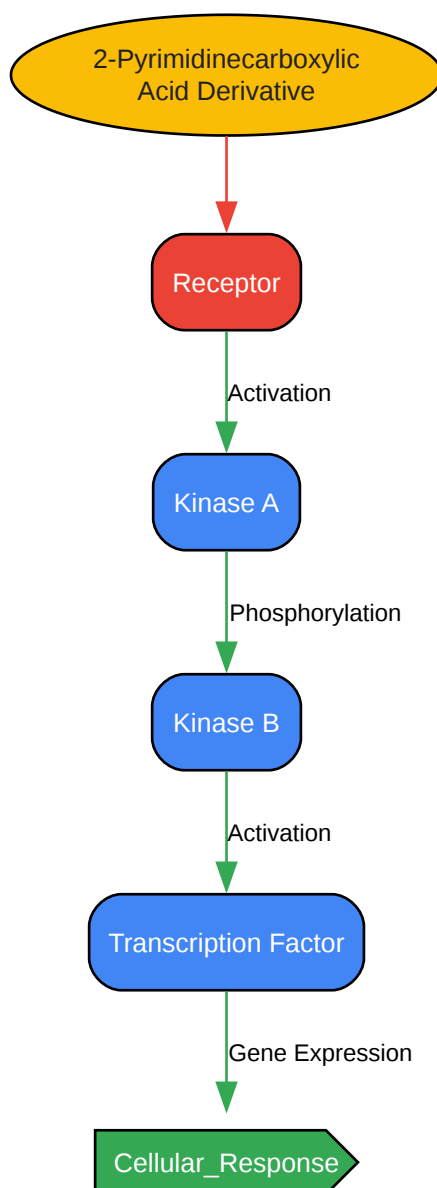 2-Pyrimidinecarboxylic
Acid Derivative
Receptor
Activation
Kinase A
Phosphorylation
Kinase B
Activation
Transcription Factor
Gene Expression
Cellular_Response